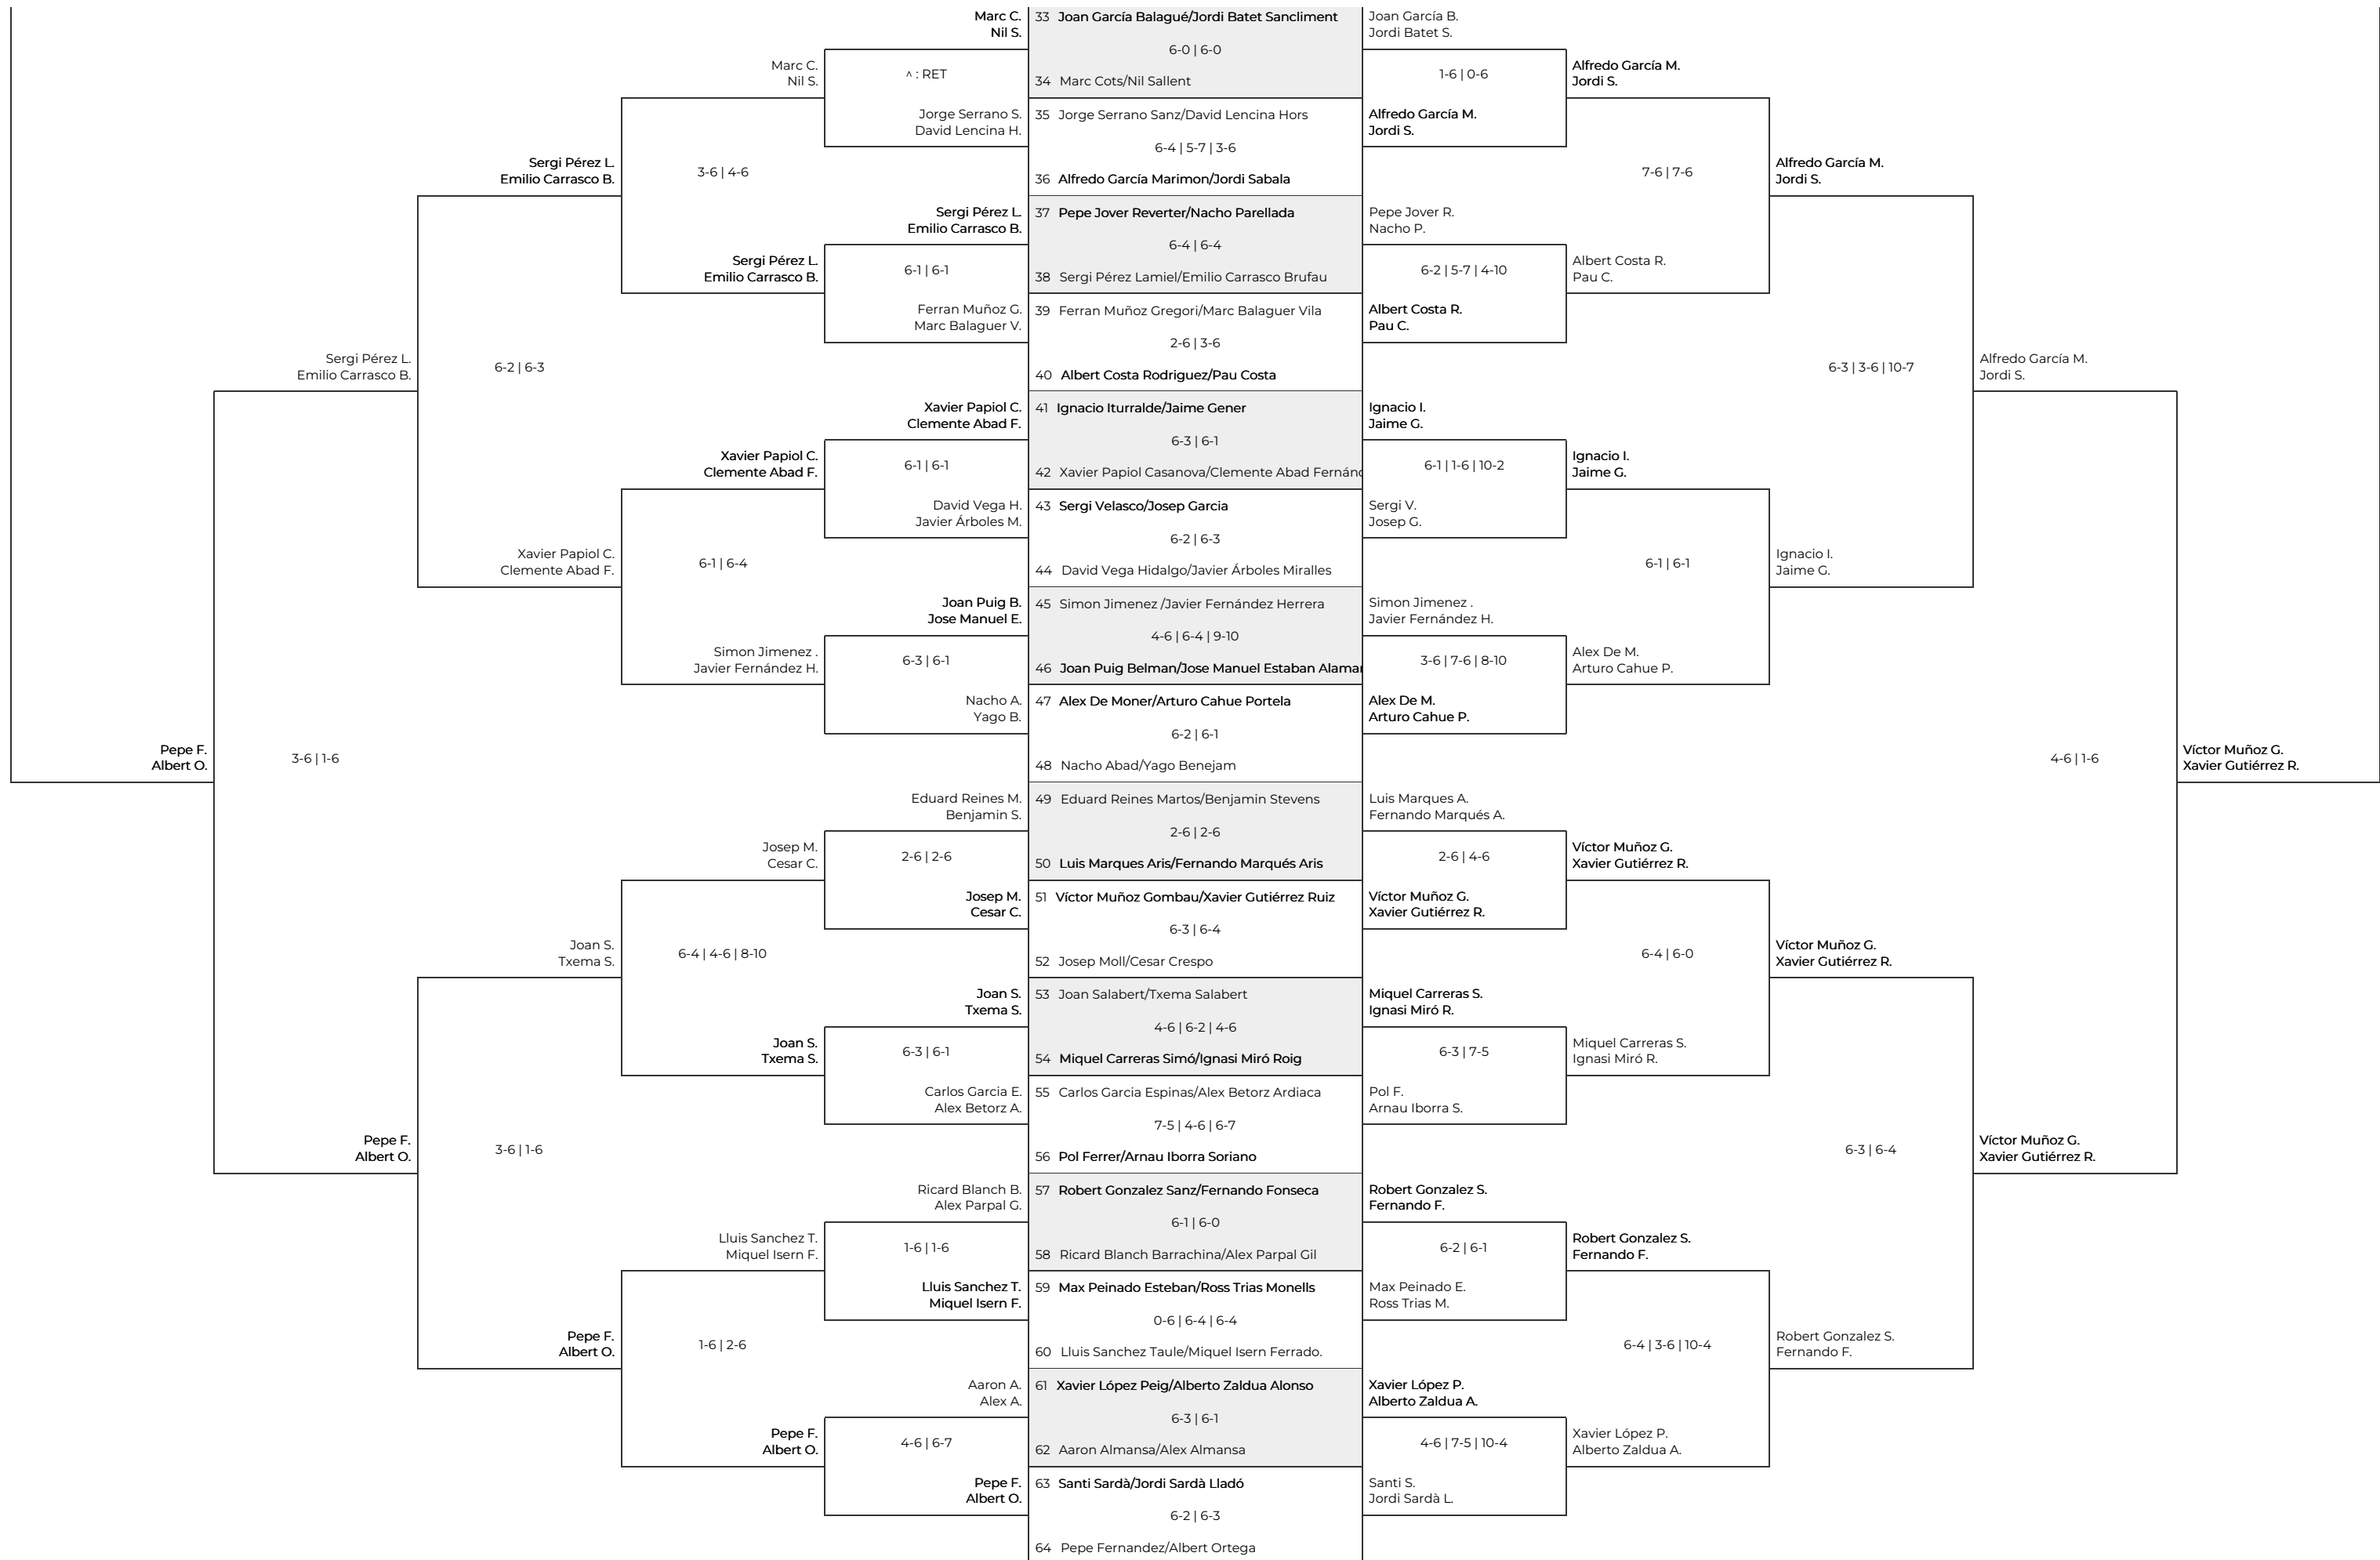 Marc C.
Nil S.
33 Joan García Balagué/Jordi Batet Sancliment
Joan García B.
Jordi Batet S.
6-0 | 6-0
Marc C.
Nil S.
^ : RET
34 Marc Cots/Nil Sallent
1-6 | 0-6
Alfredo García M.
Jordi S.
Jorge Serrano S.
David Lencina H.
35 Jorge Serrano Sanz/David Lencina Hors
Alfredo García M.
Jordi S.
6-4 | 5-7 | 3-6
Sergi Pérez L.
Emilio Carrasco B.
3-6 | 4-6
36 Alfredo García Marimon/Jordi Sabala
7-6 | 7-6
Alfredo García M.
Jordi S.
Sergi Pérez L.
Emilio Carrasco B.
37 Pepe Jover Reverter/Nacho Parellada
Pepe Jover R.
Nacho P.
6-4 | 6-4
Sergi Pérez L.
Emilio Carrasco B.
6-1 | 6-1
38 Sergi Pérez Lamiel/Emilio Carrasco Brufau
6-2 | 5-7 | 4-10
Albert Costa R.
Pau C.
Ferran Muñoz G.
Marc Balaguer V.
39 Ferran Muñoz Gregori/Marc Balaguer Vila
Albert Costa R.
Pau C.
2-6 | 3-6
Sergi Pérez L.
Emilio Carrasco B.
6-2 | 6-3
40 Albert Costa Rodriguez/Pau Costa
6-3 | 3-6 | 10-7
Alfredo García M.
Jordi S.
Xavier Papiol C.
Clemente Abad F.
41 Ignacio Iturralde/Jaime Gener
Ignacio I.
Jaime G.
6-3 | 6-1
Xavier Papiol C.
Clemente Abad F.
6-1 | 6-1
42 Xavier Papiol Casanova/Clemente Abad Fernánd
6-1 | 1-6 | 10-2
Ignacio I.
Jaime G.
David Vega H.
Javier Árboles M.
43 Sergi Velasco/Josep Garcia
Sergi V.
Josep G.
6-2 | 6-3
Xavier Papiol C.
Clemente Abad F.
6-1 | 6-4
44 David Vega Hidalgo/Javier Árboles Miralles
6-1 | 6-1
Ignacio I.
Jaime G.
Joan Puig B.
Jose Manuel E.
45 Simon Jimenez /Javier Fernández Herrera
Simon Jimenez .
Javier Fernández H.
4-6 | 6-4 | 9-10
Simon Jimenez .
Javier Fernández H.
6-3 | 6-1
46 Joan Puig Belman/Jose Manuel Estaban Alamar
3-6 | 7-6 | 8-10
Alex De M.
Arturo Cahue P.
Nacho A.
Yago B.
47 Alex De Moner/Arturo Cahue Portela
Alex De M.
Arturo Cahue P.
6-2 | 6-1
Pepe F.
Albert O.
3-6 | 1-6
48 Nacho Abad/Yago Benejam
4-6 | 1-6
Víctor Muñoz G.
Xavier Gutiérrez R.
Eduard Reines M.
Benjamin S.
49 Eduard Reines Martos/Benjamin Stevens
Luis Marques A.
Fernando Marqués A.
2-6 | 2-6
Josep M.
Cesar C.
2-6 | 2-6
50 Luis Marques Aris/Fernando Marqués Aris
2-6 | 4-6
Víctor Muñoz G.
Xavier Gutiérrez R.
Josep M.
Cesar C.
51 Víctor Muñoz Gombau/Xavier Gutiérrez Ruiz
Víctor Muñoz G.
Xavier Gutiérrez R.
6-3 | 6-4
Joan S.
Txema S.
6-4 | 4-6 | 8-10
52 Josep Moll/Cesar Crespo
6-4 | 6-0
Víctor Muñoz G.
Xavier Gutiérrez R.
Joan S.
Txema S.
53 Joan Salabert/Txema Salabert
Miquel Carreras S.
Ignasi Miró R.
4-6 | 6-2 | 4-6
Joan S.
Txema S.
6-3 | 6-1
54 Miquel Carreras Simó/Ignasi Miró Roig
6-3 | 7-5
Miquel Carreras S.
Ignasi Miró R.
Carlos Garcia E.
Alex Betorz A.
55 Carlos Garcia Espinas/Alex Betorz Ardiaca
Pol F.
Arnau Iborra S.
7-5 | 4-6 | 6-7
Pepe F.
Albert O.
3-6 | 1-6
56 Pol Ferrer/Arnau Iborra Soriano
6-3 | 6-4
Víctor Muñoz G.
Xavier Gutiérrez R.
Ricard Blanch B.
Alex Parpal G.
57 Robert Gonzalez Sanz/Fernando Fonseca
Robert Gonzalez S.
Fernando F.
6-1 | 6-0
Lluis Sanchez T.
Miquel Isern F.
1-6 | 1-6
58 Ricard Blanch Barrachina/Alex Parpal Gil
6-2 | 6-1
Robert Gonzalez S.
Fernando F.
Lluis Sanchez T.
Miquel Isern F.
59 Max Peinado Esteban/Ross Trias Monells
Max Peinado E.
Ross Trias M.
0-6 | 6-4 | 6-4
Pepe F.
Albert O.
1-6 | 2-6
60 Lluis Sanchez Taule/Miquel Isern Ferrado.
6-4 | 3-6 | 10-4
Robert Gonzalez S.
Fernando F.
Aaron A.
Alex A.
61 Xavier López Peig/Alberto Zaldua Alonso
Xavier López P.
Alberto Zaldua A.
6-3 | 6-1
Pepe F.
Albert O.
4-6 | 6-7
62 Aaron Almansa/Alex Almansa
4-6 | 7-5 | 10-4
Xavier López P.
Alberto Zaldua A.
Pepe F.
Albert O.
63 Santi Sardà/Jordi Sardà Lladó
Santi S.
Jordi Sardà L.
6-2 | 6-3
64 Pepe Fernandez/Albert Ortega